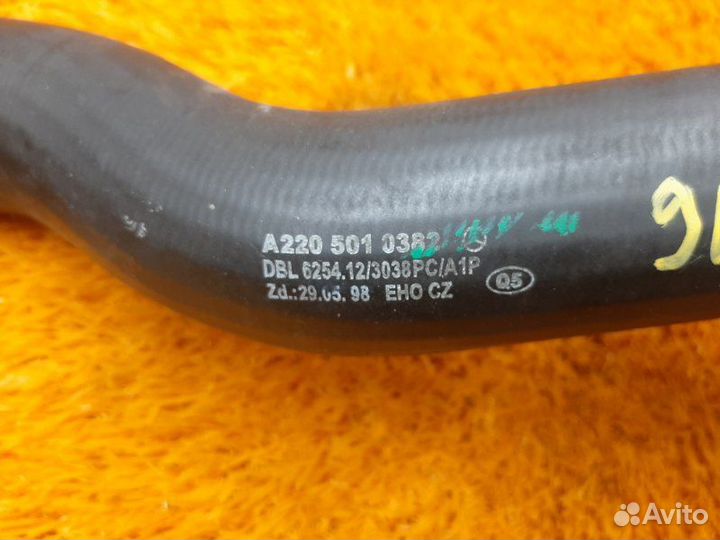 A220 501 0382
DBL 6254.12/3038PC/A1P
Zd.:29.05. 98 EHO CZ
Q5
Avito